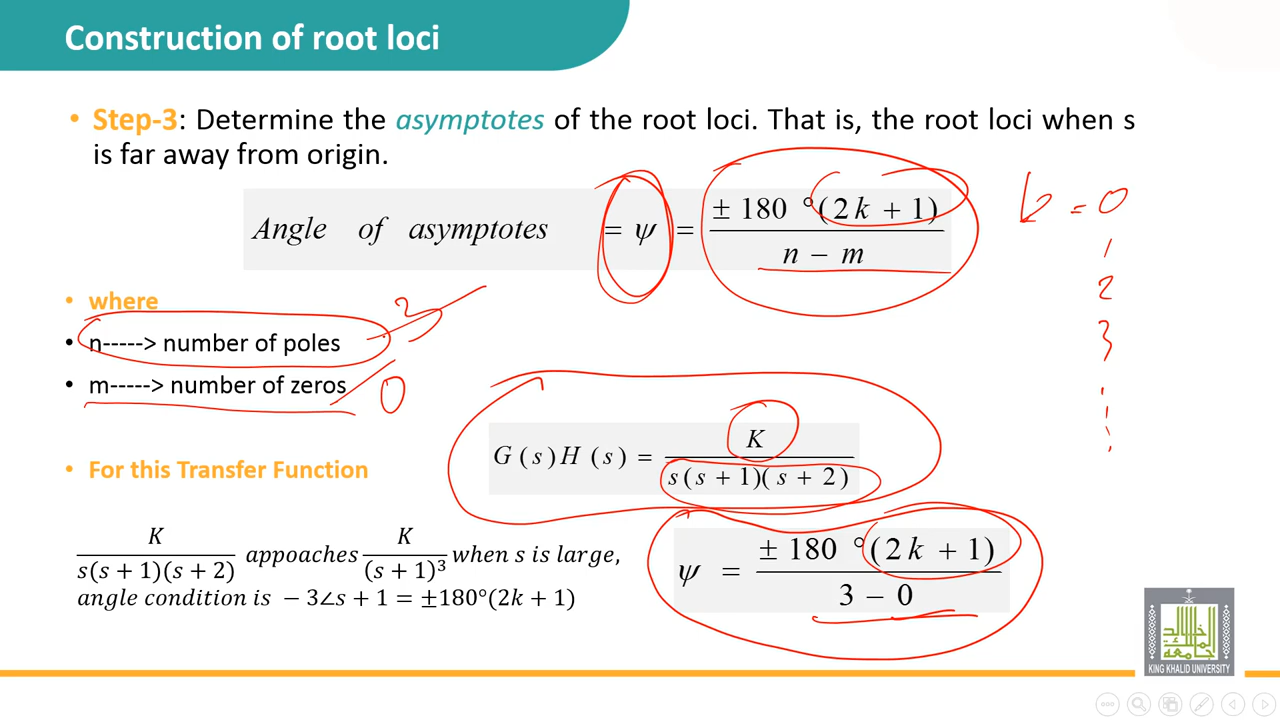 Construction of root loci
• Step-3: Determine the asymptotes of the root loci. That is, the root loci when s
is far away from origin.
Angle of asymptotes = ψ = ± 180 °(2k + 1) / n − m
= 0
1
2
3
• where
• n-----> number of poles
• m-----> number of zeros
0
G(s)H(s) = K / s(s + 1)(s + 2)
• For this Transfer Function
K / s(s + 1)(s + 2) appoaches K / (s + 1)³ when s is large,
angle condition is − 3∠s + 1 = ±180°(2k + 1)
ψ = ± 180 °(2k + 1) / 3 − 0
جامعة الملك خالد
KING KHALID UNIVERSITY